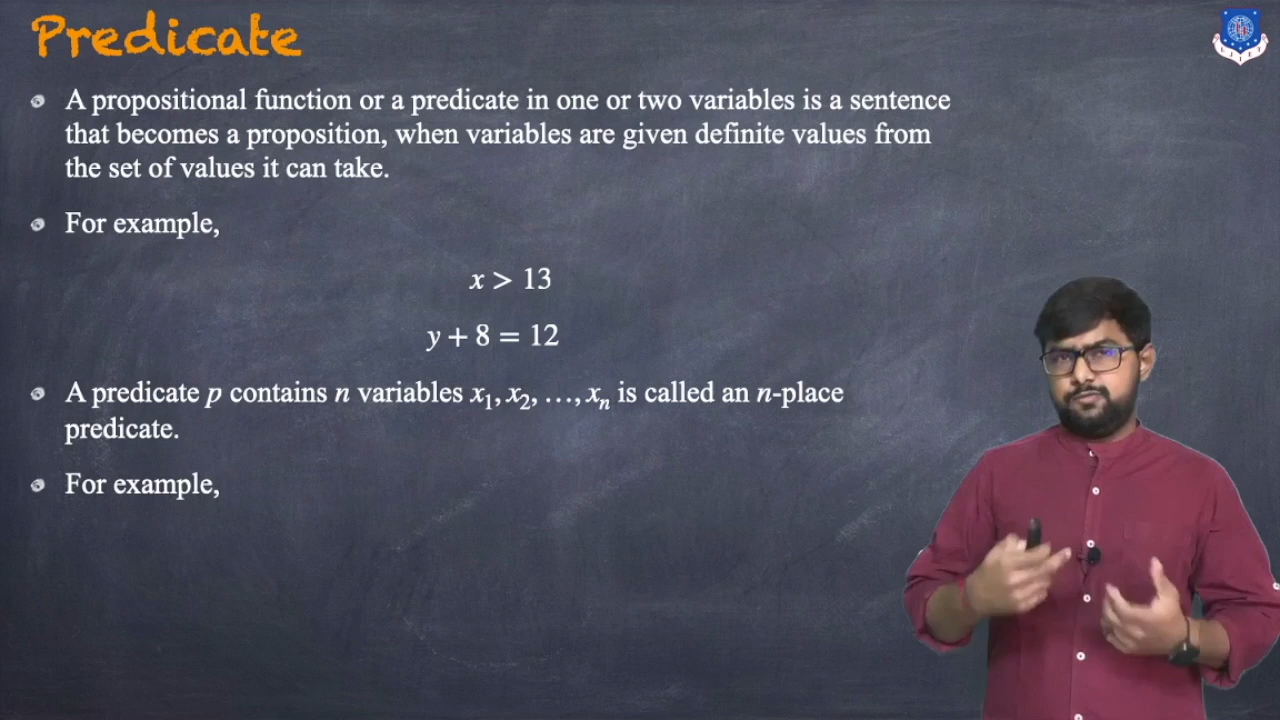 Predicate
A propositional function or a predicate in one or two variables is a sentence
that becomes a proposition, when variables are given definite values from
the set of values it can take.
For example,
x > 13
y + 8 = 12
A predicate p contains n variables x₁, x₂, …, xₙ is called an n-place
predicate.
For example,